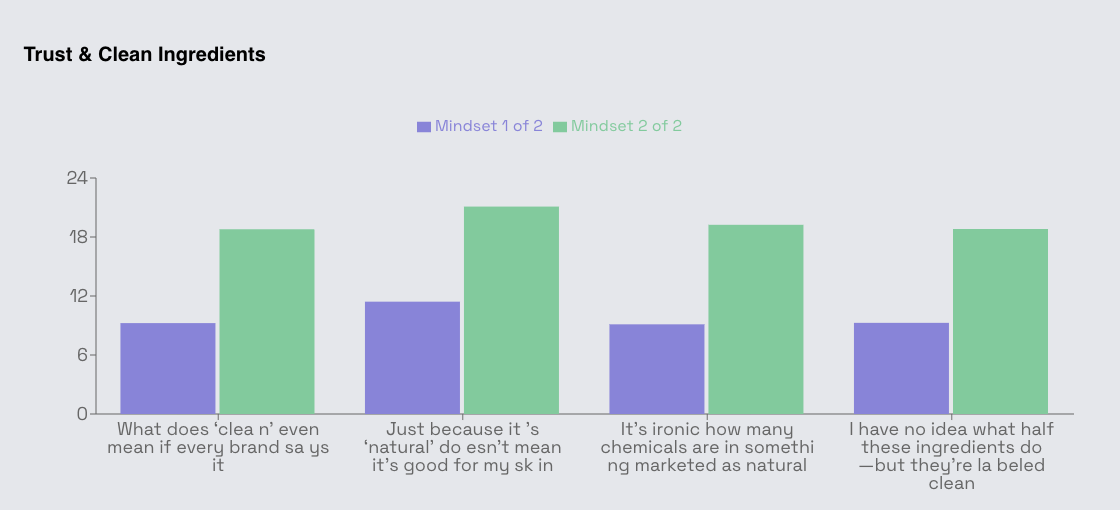 Trust & Clean Ingredients
Mindset 1 of 2 Mindset 2 of 2
24
18
12
6
0
What does ‘clea n’ even
mean if every brand sa ys
it
Just because it ’s
‘natural’ do esn’t mean
it’s good for my sk in
It’s ironic how many
chemicals are in somethi
ng marketed as natural
I have no idea what half
these ingredients do
—but they’re la beled
clean